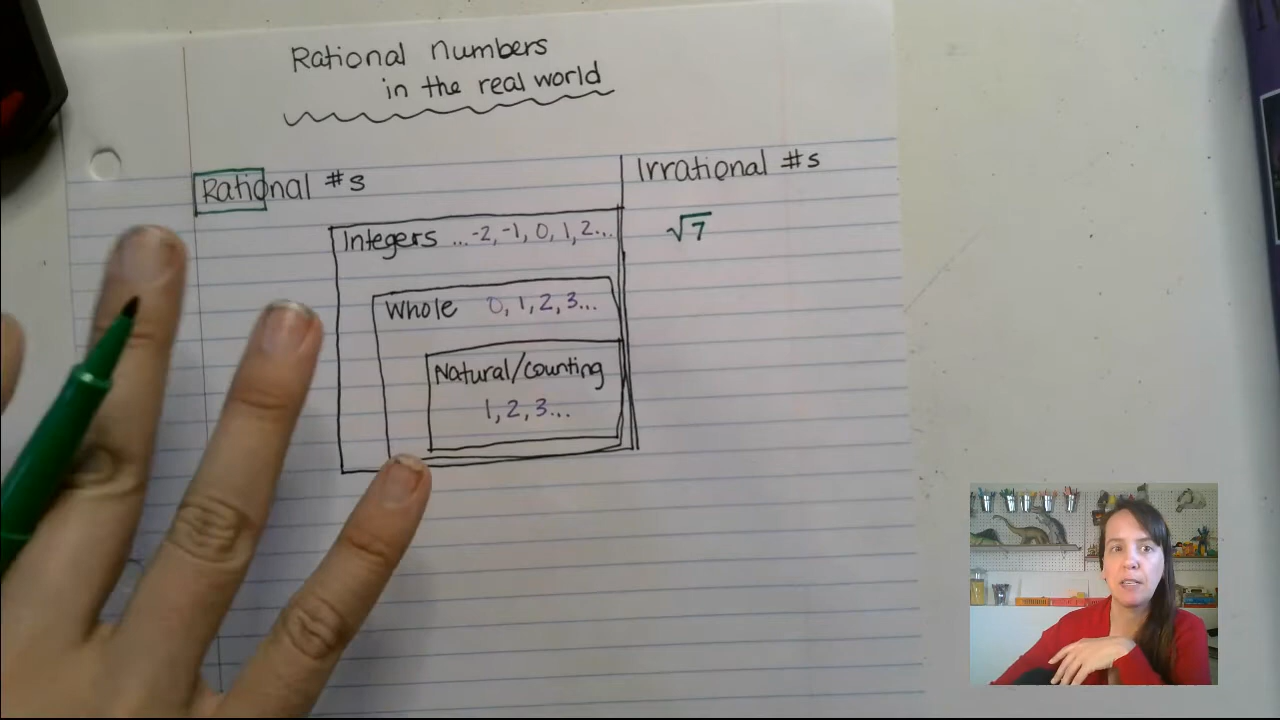 Rational numbers
in the real world
Rational #s
Irrational #s
Integers ...-2, -1, 0, 1, 2...
√7
Whole 0, 1, 2, 3...
Natural/counting
1, 2, 3...